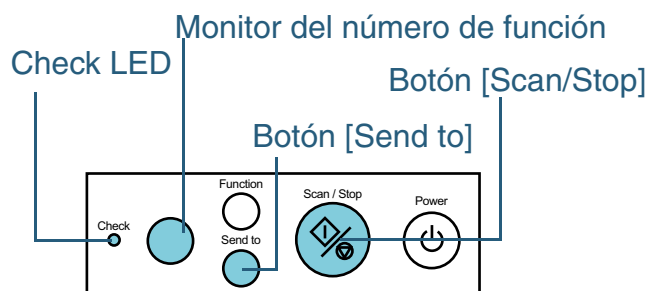 Monitor del número de función
Check LED
Botón [Scan/Stop]
Botón [Send to]
Function
Scan / Stop
Power
Check
Send to